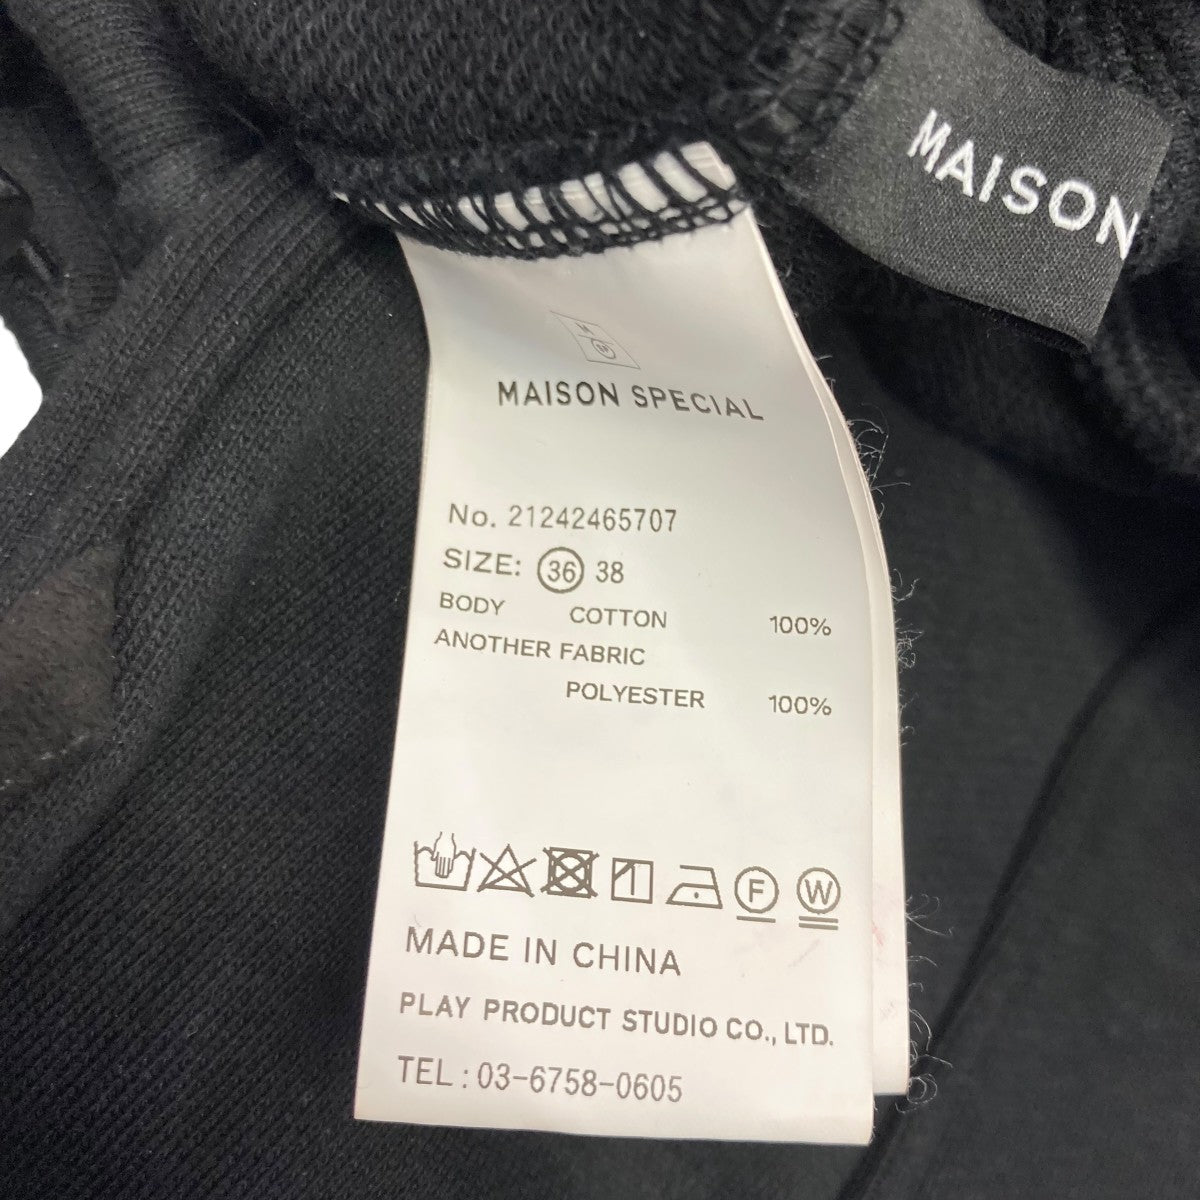 MAISON
MAISON SPECIAL
No. 21242465707
SIZE: 36 38
BODY COTTON 100%
ANOTHER FABRIC
POLYESTER 100%
F W
MADE IN CHINA
PLAY PRODUCT STUDIO CO., LTD.
TEL : 03-6758-0605